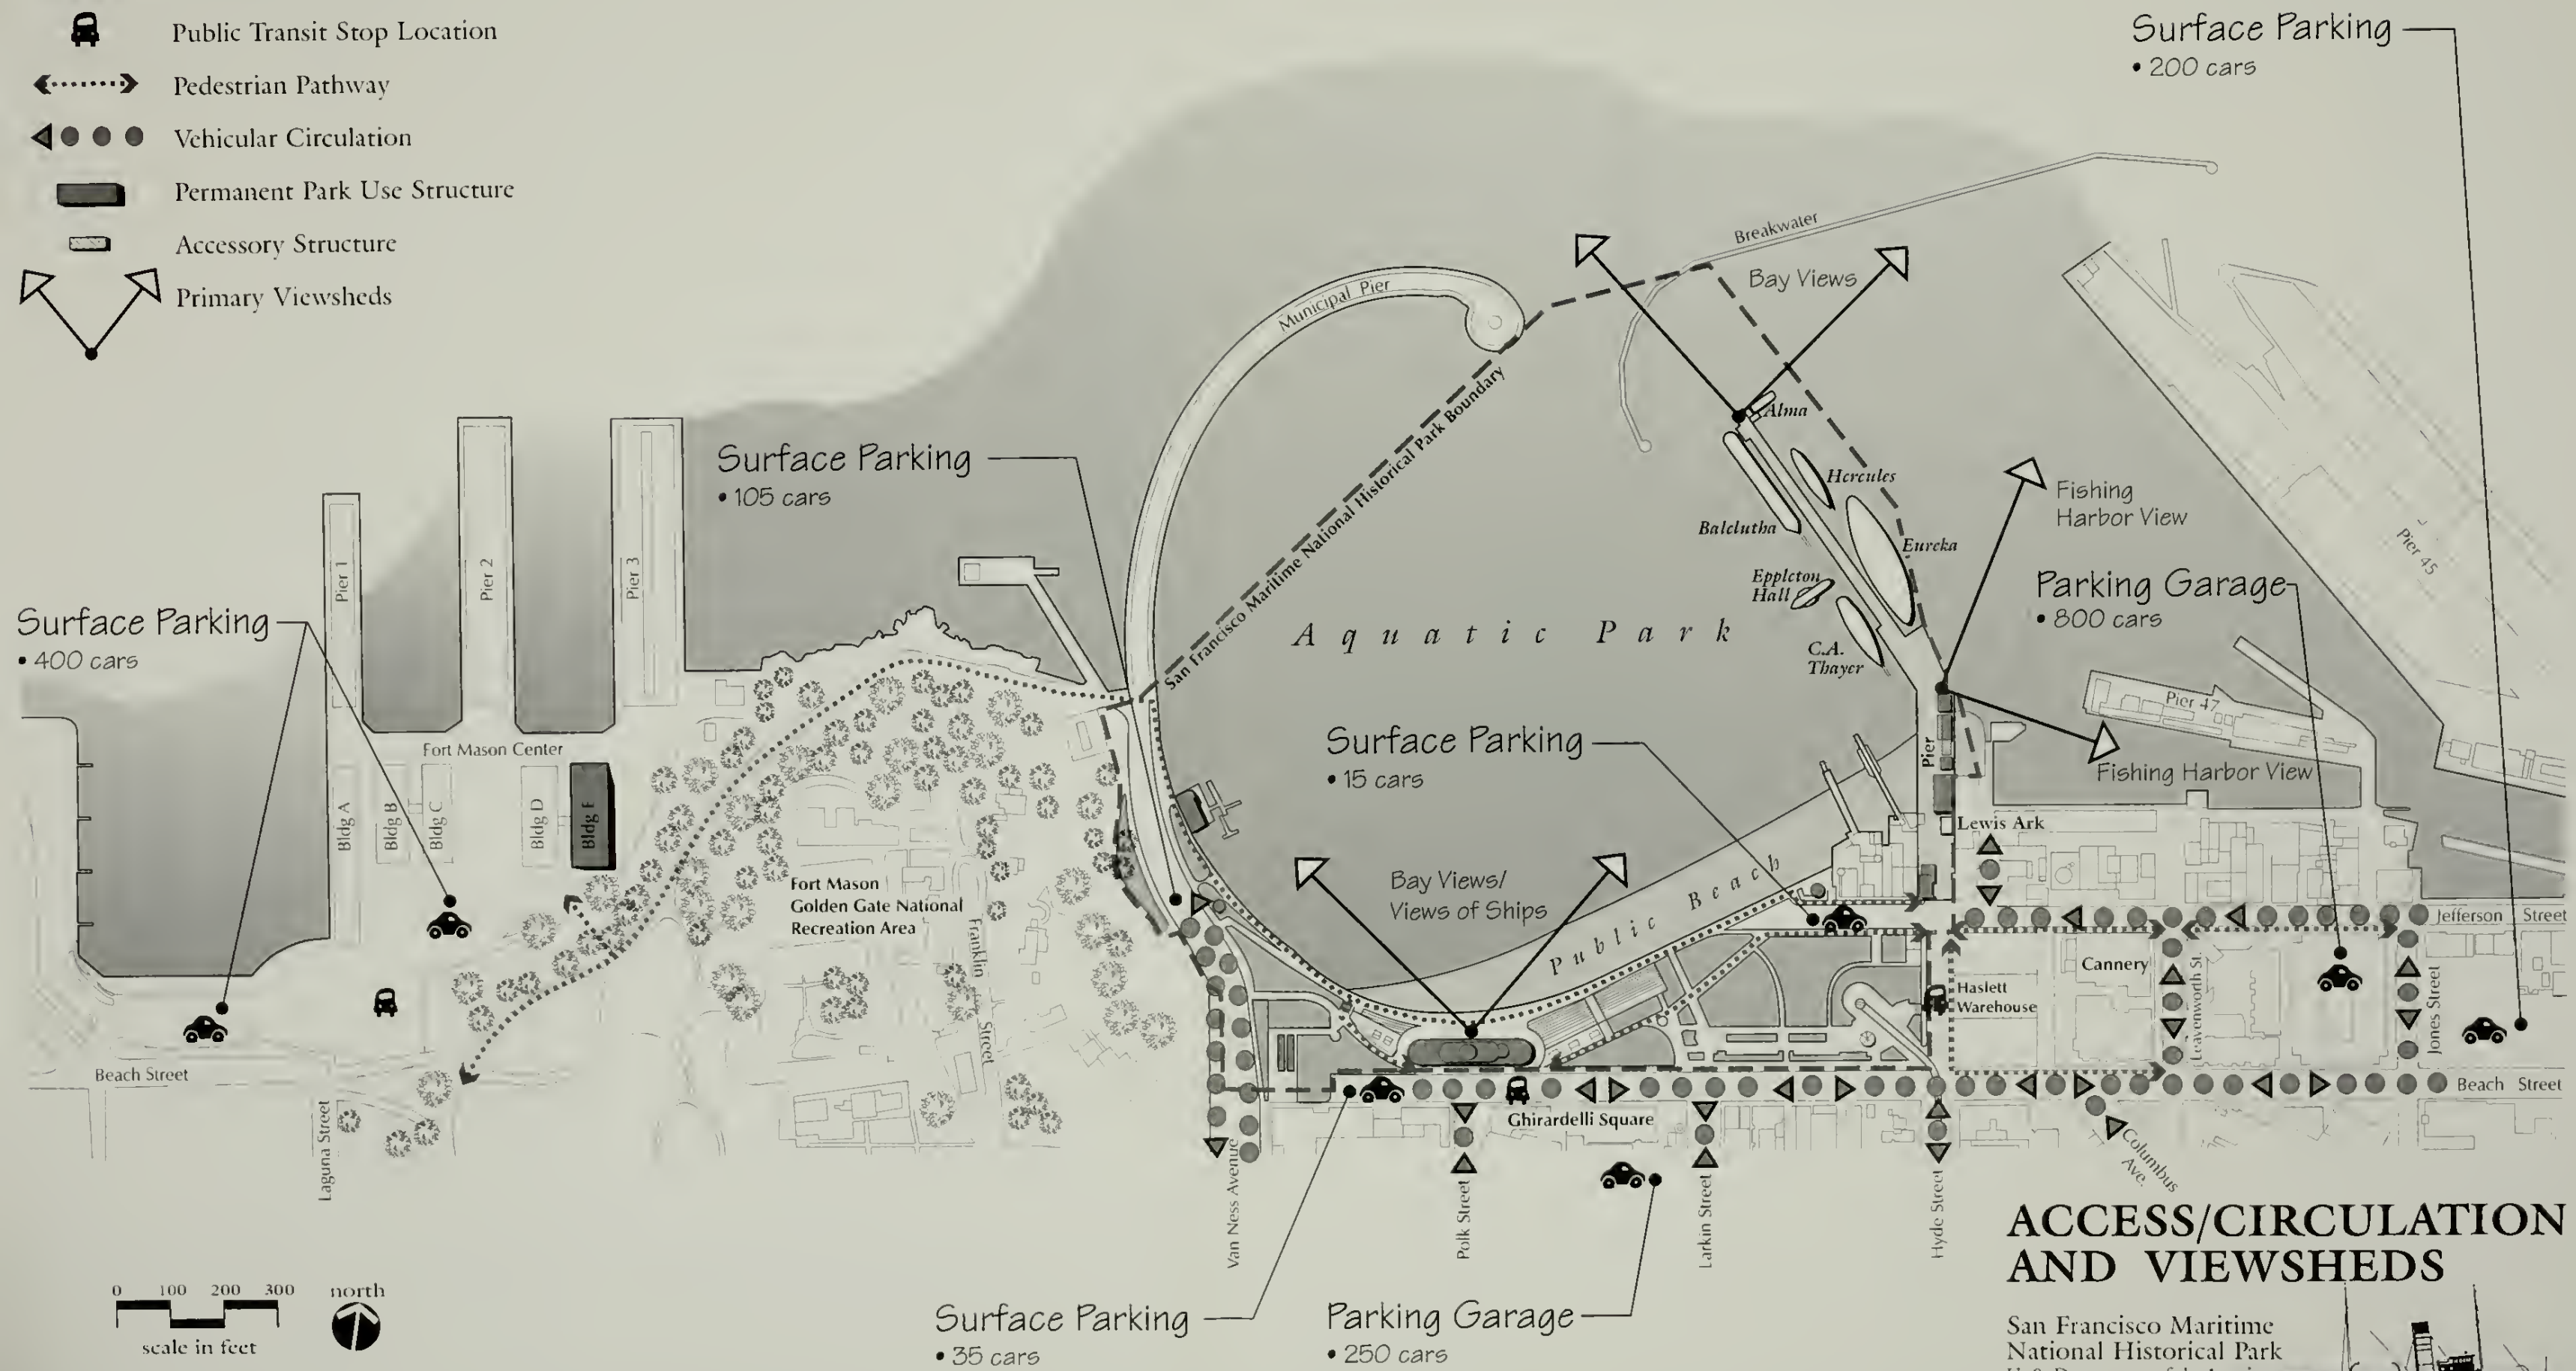 Public Transit Stop Location
Pedestrian Pathway
Vehicular Circulation
Permanent Park Use Structure
Accessory Structure
Primary Viewsheds
Surface Parking
• 200 cars
Breakwater
Bay Views
Municipal Pier
San Francisco Maritime National Historical Park Boundary
Alma
Hercules
Balclutha
Eureka
Eppleton
Hall
C.A.
Thayer
Fishing
Harbor View
Pier 45
Surface Parking
• 105 cars
Pier 1
Pier 2
Pier 3
Surface Parking
• 400 cars
Aquatic Park
Parking Garage
• 800 cars
Pier 47
Fishing Harbor View
Pier
Surface Parking
• 15 cars
Fort Mason Center
Bldg A
Bldg B
Bldg C
Bldg D
Bldg E
Lewis Ark
Bay Views/
Views of Ships
Public Beach
Fort Mason
Golden Gate National
Recreation Area
Franklin
Street
Jefferson Street
Cannery
Haslett
Warehouse
Leavenworth St.
Jones Street
Beach Street
Beach Street
Laguna Street
Ghirardelli Square
Van Ness Avenue
Polk Street
Larkin Street
Hyde Street
Columbus
Ave.
ACCESS/CIRCULATION
AND VIEWSHEDS
San Francisco Maritime
National Historical Park
0 100 200 300
scale in feet
north
Surface Parking
• 35 cars
Parking Garage
• 250 cars